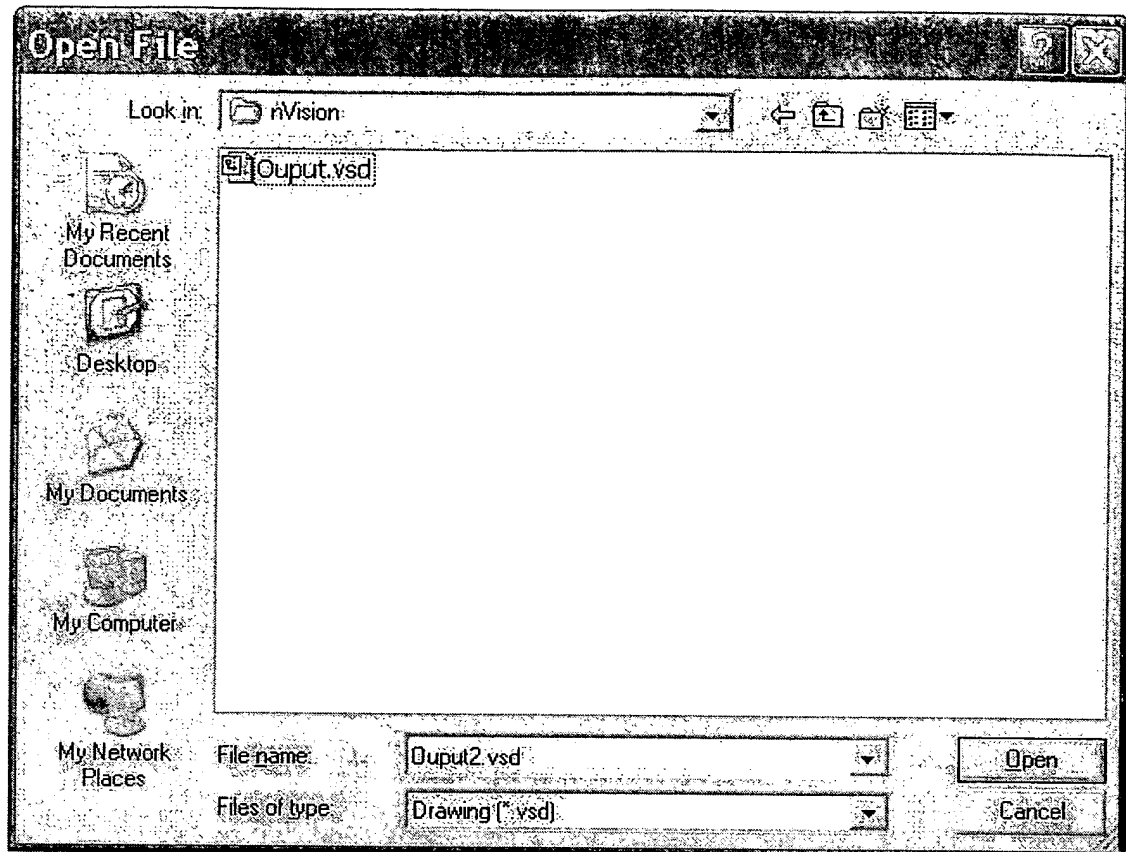 Open File
Look in: nVision
Ouput.vsd
My Recent
Documents
Desktop
My Documents
My Computer
My Network
Places
File name: Ouput2.vsd
Open
Files of type: Drawing (*.vsd)
Cancel